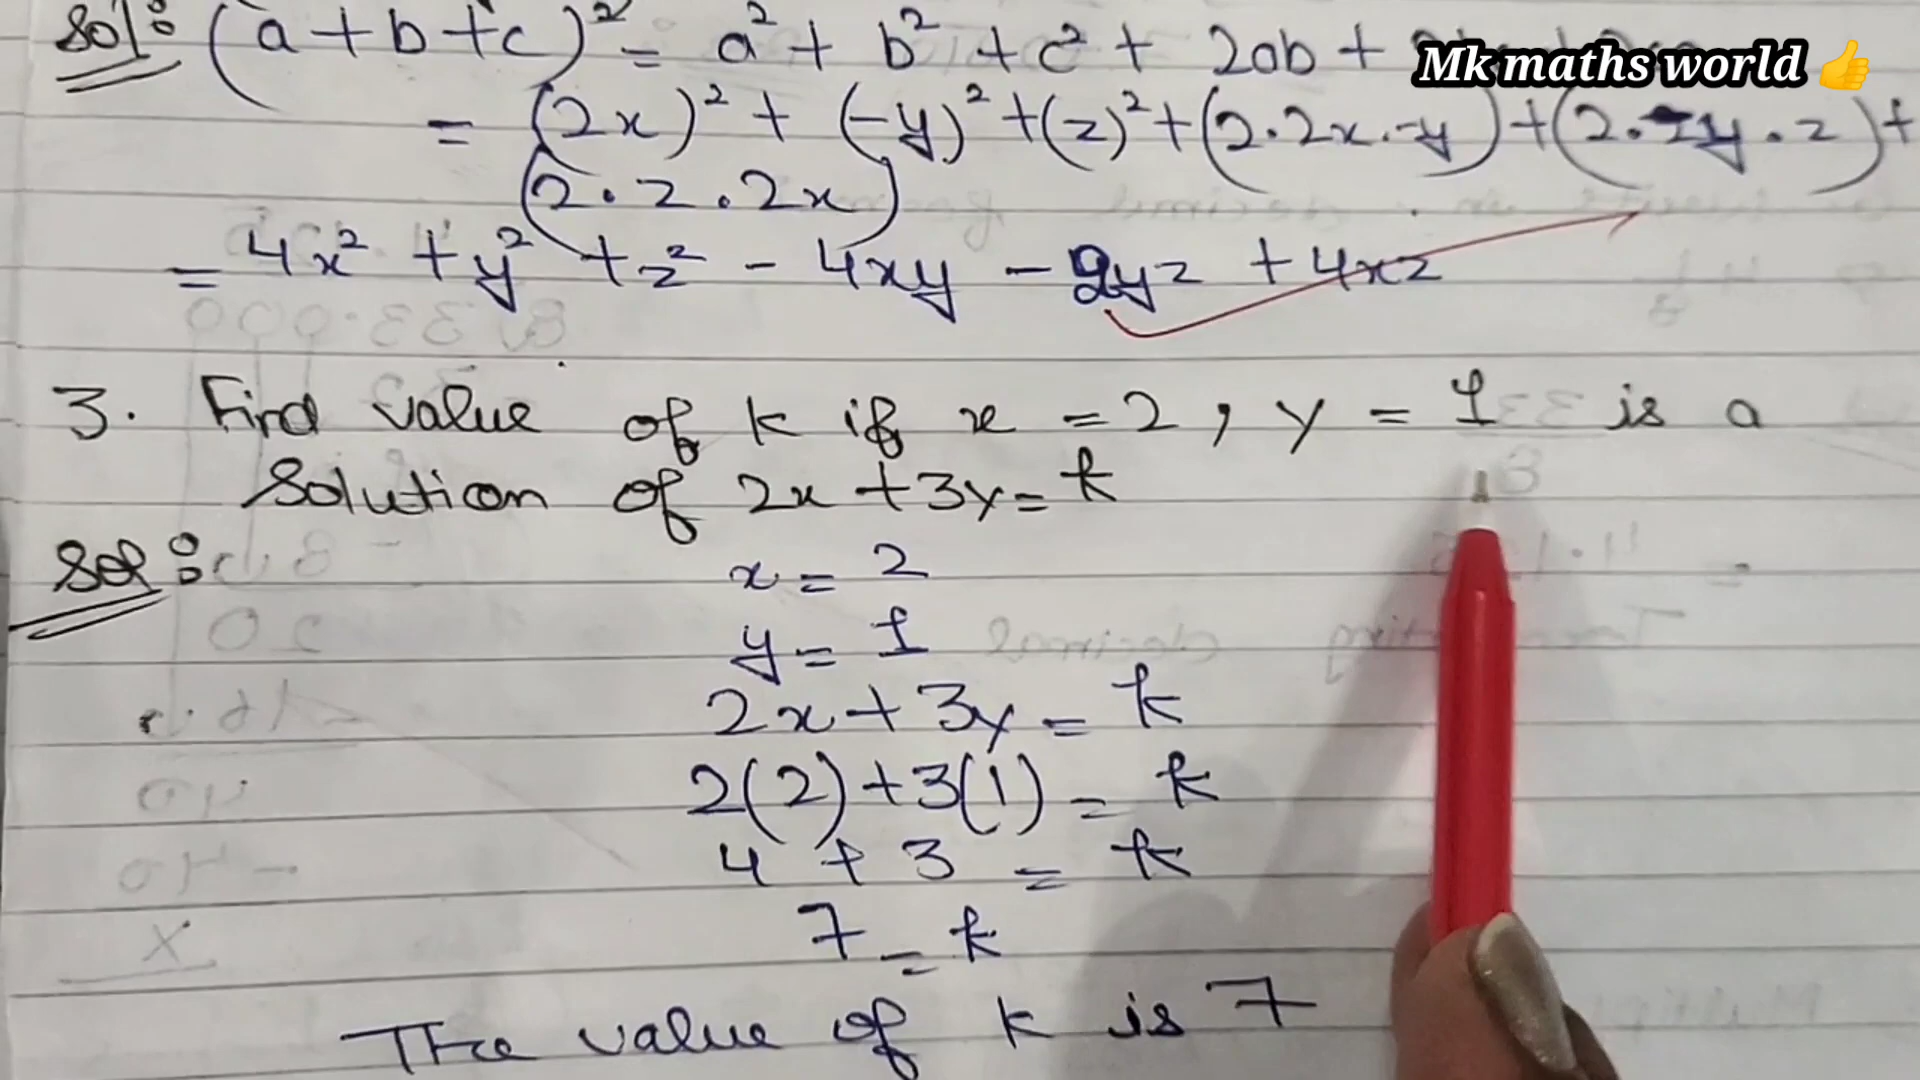 Sol: (a+b+c)² = a² + b² + c² + 2ab +
Mk maths world 👍
= (2x)² + (-y)² + (z)² + (2·2x·-y) + (2·-y·z) +
(2·z·2x)
= 4x² + y² + z² - 4xy - 2yz + 4xz
3. Find value of k if x = 2, y = 1 is a
Solution of 2x + 3y = k
Sol:
x = 2
y = 1
2x + 3y = k
2(2) + 3(1) = k
4 + 3 = k
7 = k
The value of k is 7